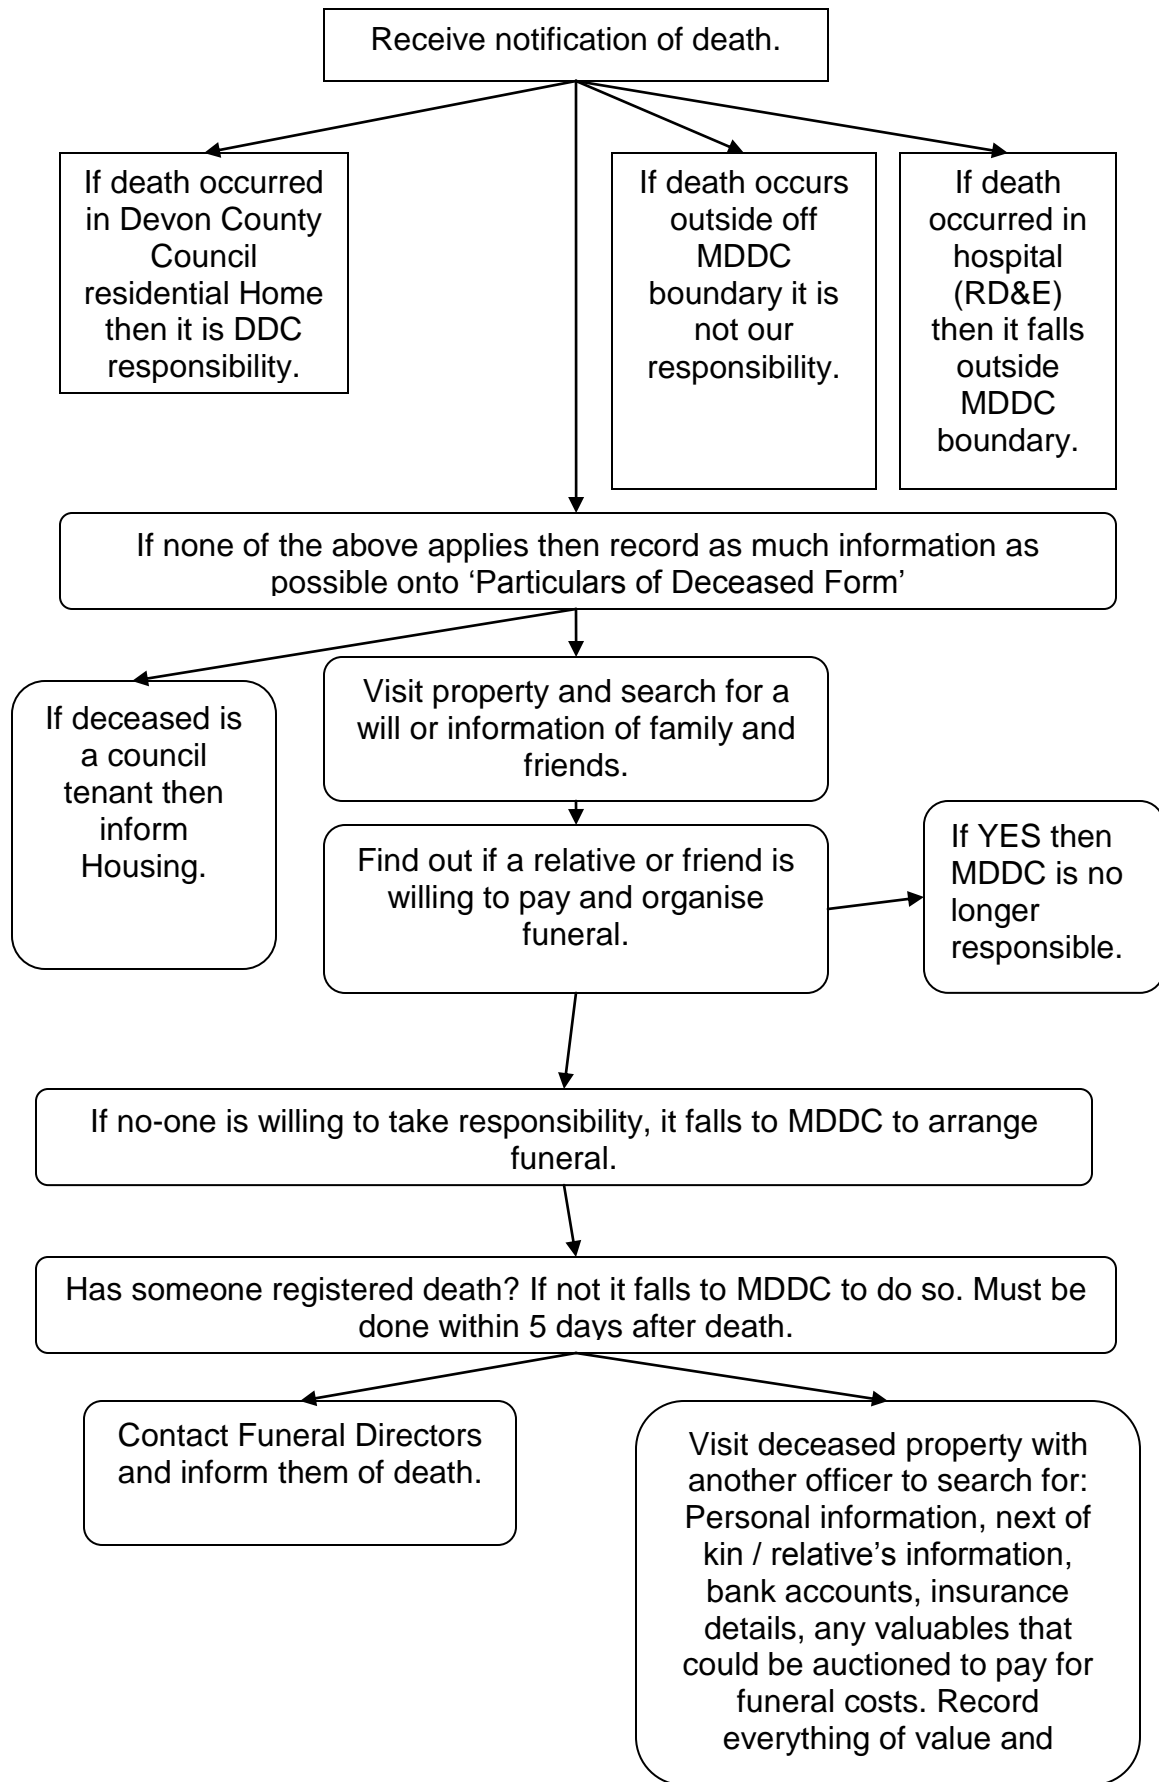 Receive notification of death.
If death occurred
in Devon County
Council
residential Home
then it is DDC
responsibility.
If death occurs
outside off
MDDC
boundary it is
not our
responsibility.
If death
occurred in
hospital
(RD&E)
then it falls
outside
MDDC
boundary.
If none of the above applies then record as much information as
possible onto ‘Particulars of Deceased Form’
If deceased is
a council
tenant then
inform
Housing.
Visit property and search for a
will or information of family and
friends.
Find out if a relative or friend is
willing to pay and organise
funeral.
If YES then
MDDC is no
longer
responsible.
If no-one is willing to take responsibility, it falls to MDDC to arrange
funeral.
Has someone registered death? If not it falls to MDDC to do so. Must be
done within 5 days after death.
Contact Funeral Directors
and inform them of death.
Visit deceased property with
another officer to search for:
Personal information, next of
kin / relative’s information,
bank accounts, insurance
details, any valuables that
could be auctioned to pay for
funeral costs. Record
everything of value and